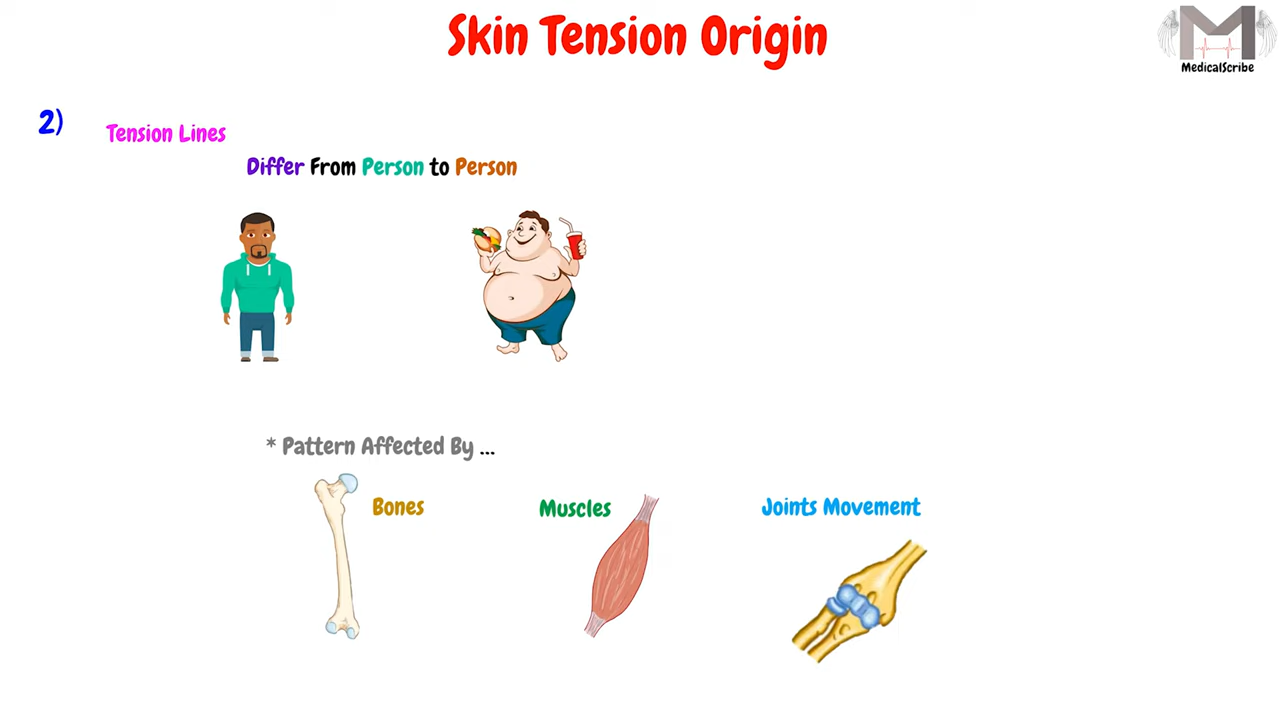 Skin Tension Origin
MedicalScribe
2)
Tension Lines
Differ From Person to Person
* Pattern Affected By ...
Bones
Muscles
Joints Movement